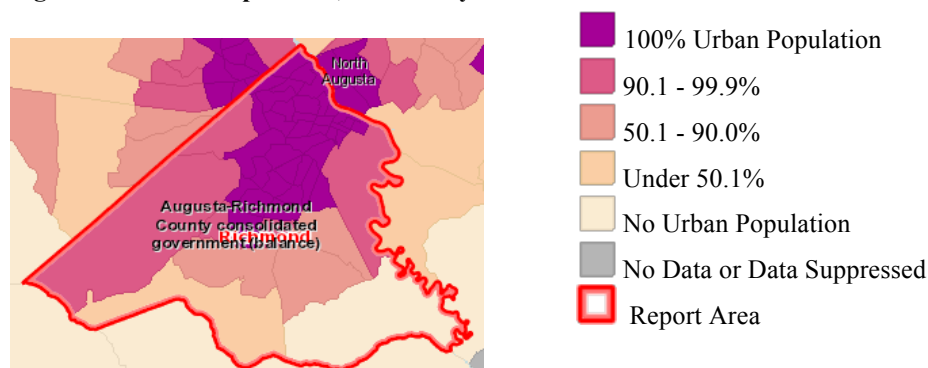 North
Augusta
Augusta-Richmond
County consolidated
government (balance)
Richmond
100% Urban Population
90.1 - 99.9%
50.1 - 90.0%
Under 50.1%
No Urban Population
No Data or Data Suppressed
Report Area